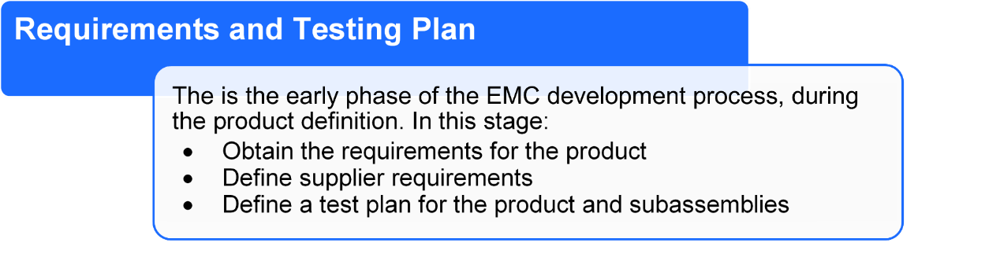 Requirements and Testing Plan
The is the early phase of the EMC development process, during
the product definition. In this stage:
• Obtain the requirements for the product
• Define supplier requirements
• Define a test plan for the product and subassemblies